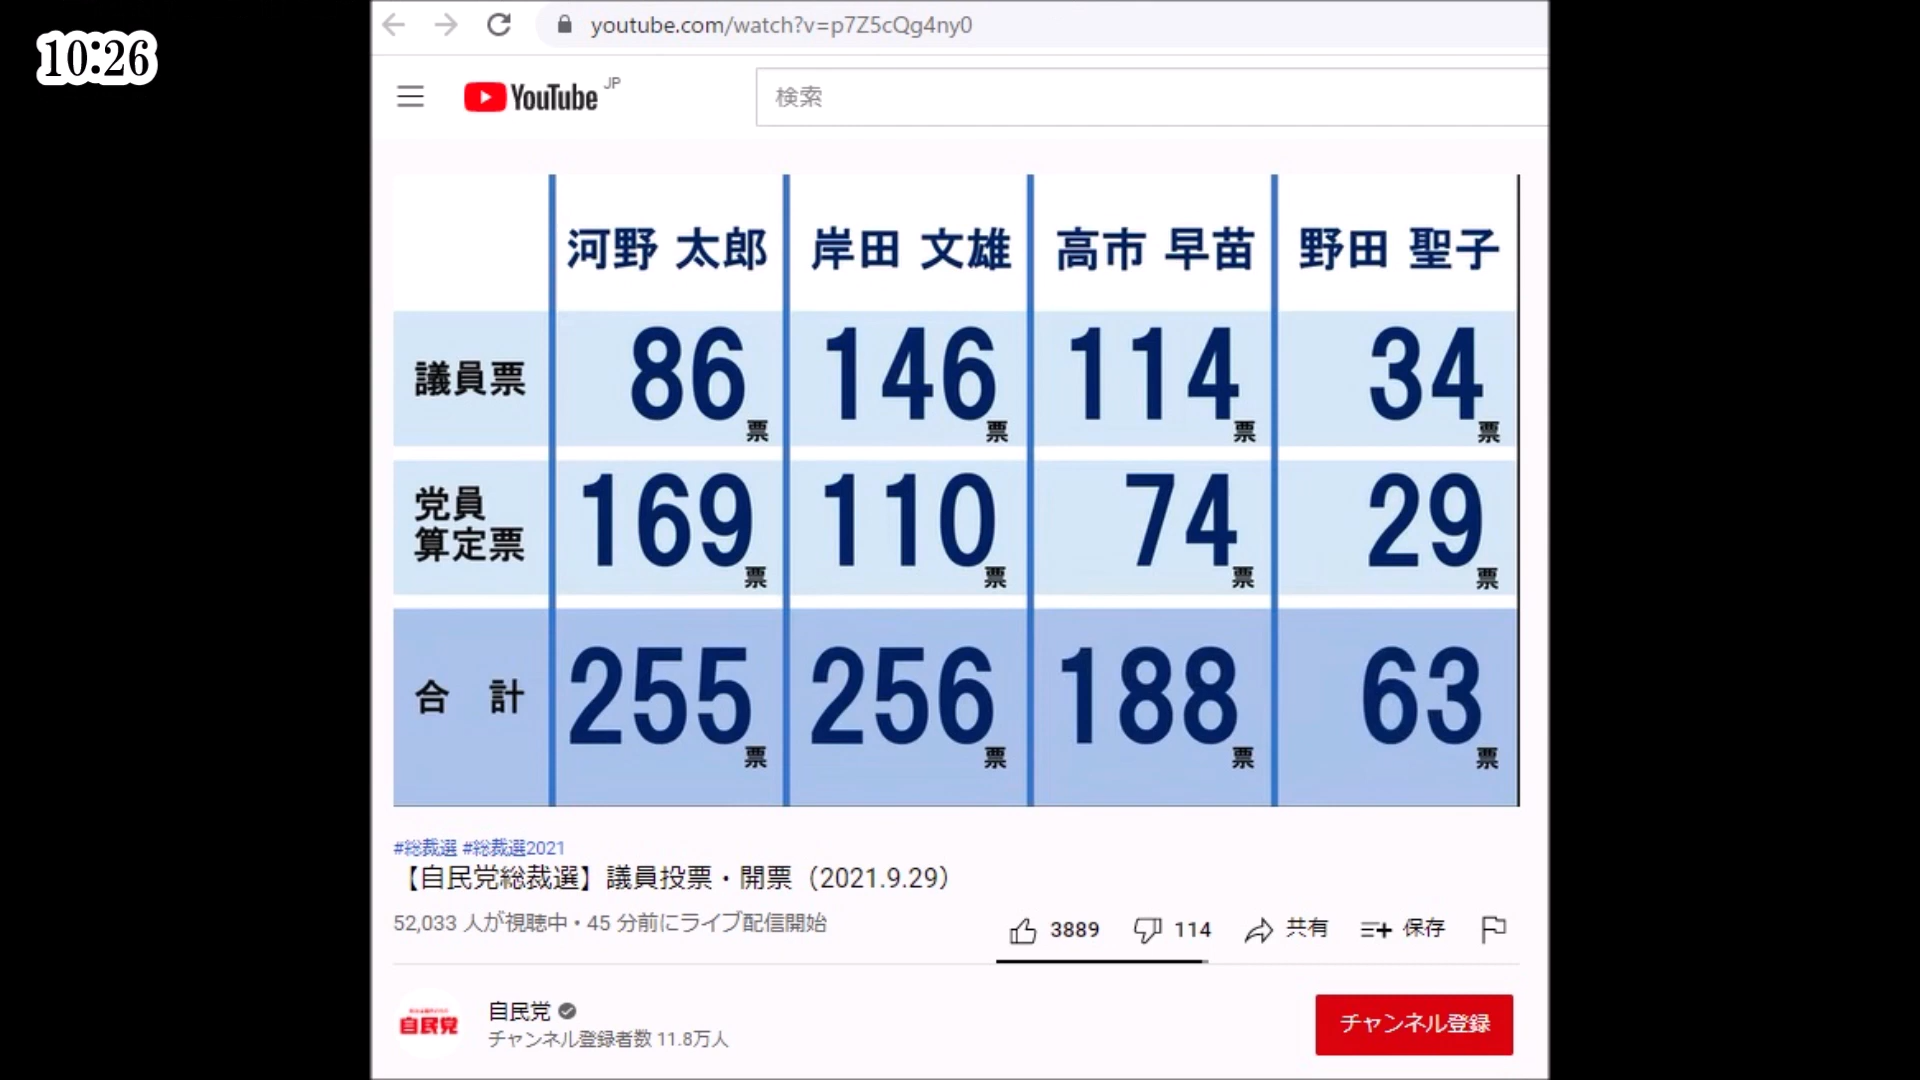 10:26
youtube.com/watch?v=p7Z5cQg4ny0
YouTube JP
検索
河野 太郎 岸田 文雄 高市 早苗 野田 聖子
議員票 86票 146票 114票 34票
党員算定票 169票 110票 74票 29票
合 計 255票 256票 188票 63票
#総裁選 #総裁選2021
【自民党総裁選】議員投票・開票（2021.9.29）
52,033 人が視聴中・45 分前にライブ配信開始
3889 114 共有 保存
自民党
自民党
チャンネル登録者数 11.8万人
チャンネル登録